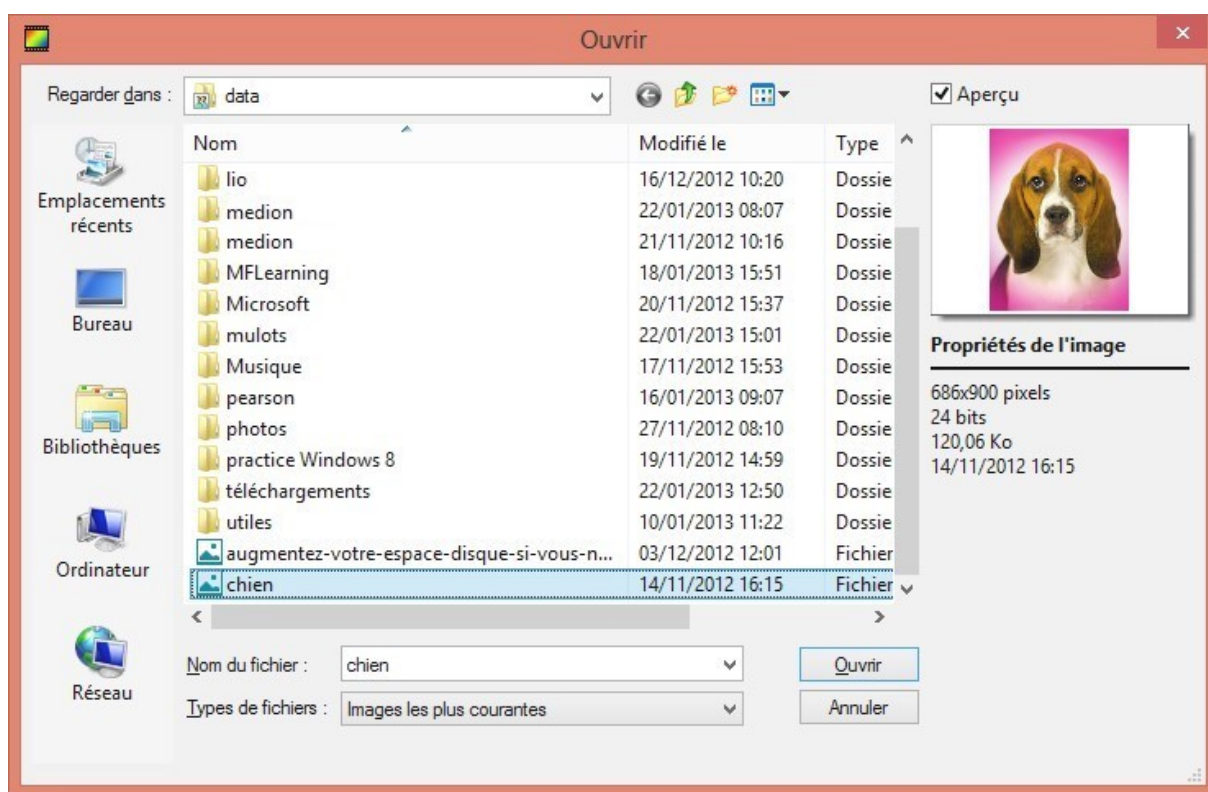 Ouvrir
Regarder dans : data
Aperçu
Nom Modifié le Type
lio 16/12/2012 10:20 Dossie
medion 22/01/2013 08:07 Dossie
medion 21/11/2012 10:16 Dossie
MFLearning 18/01/2013 15:51 Dossie
Microsoft 20/11/2012 15:37 Dossie
mulots 22/01/2013 15:01 Dossie
Musique 17/11/2012 15:53 Dossie
pearson 16/01/2013 09:07 Dossie
photos 27/11/2012 08:10 Dossie
practice Windows 8 19/11/2012 14:59 Dossie
téléchargements 22/01/2013 12:50 Dossie
utiles 10/01/2013 11:22 Dossie
augmentez-votre-espace-disque-si-vous-n... 03/12/2012 12:01 Fichier
chien 14/11/2012 16:15 Fichier
Emplacements
récents
Bureau
Bibliothèques
Ordinateur
Réseau
Propriétés de l'image
686x900 pixels
24 bits
120,06 Ko
14/11/2012 16:15
Nom du fichier : chien Ouvrir
Types de fichiers : Images les plus courantes Annuler